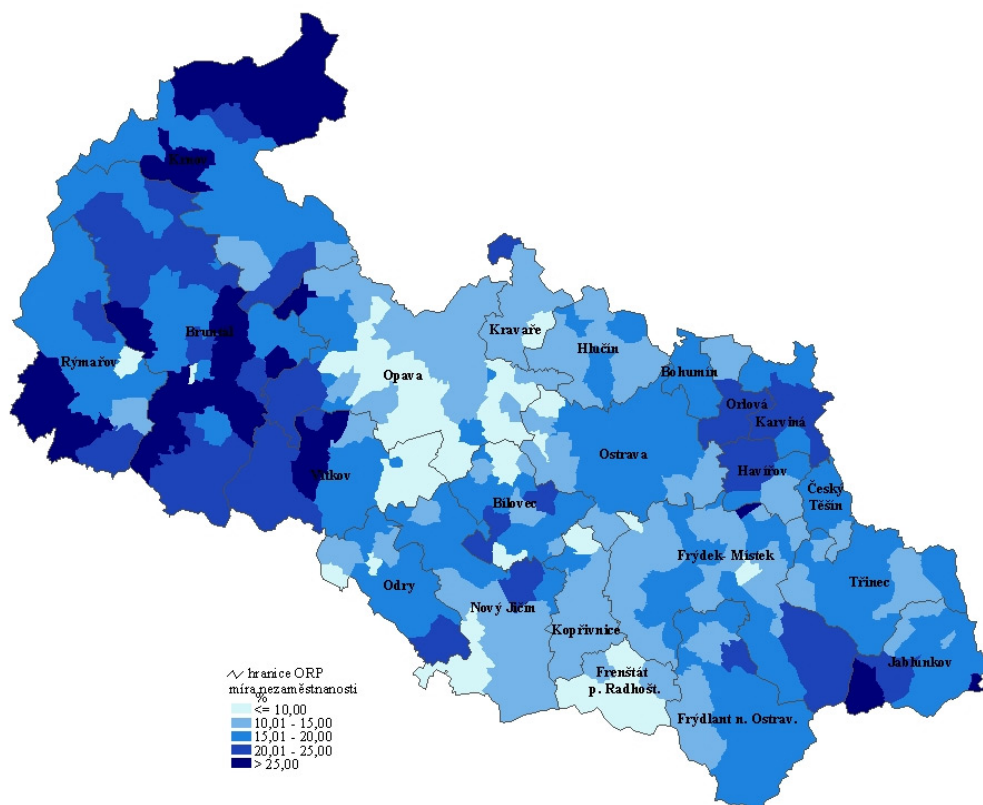 Krnov
Bruntál
Rýmařov
Kravaře
Hlučín
Opava
Bohumín
Orlová
Karviná
Ostrava
Havířov
Vítkov
Český
Těšín
Bílovec
Frýdek- Místek
Třinec
Odry
Nový Jičín
Kopřivnice
Jablunkov
Frenštát
p. Radhošt.
Frýdlant n. Ostrav.
hranice ORP
míra nezaměstnanosti
%
<= 10,00
10,01 - 15,00
15,01 - 20,00
20,01 - 25,00
> 25,00